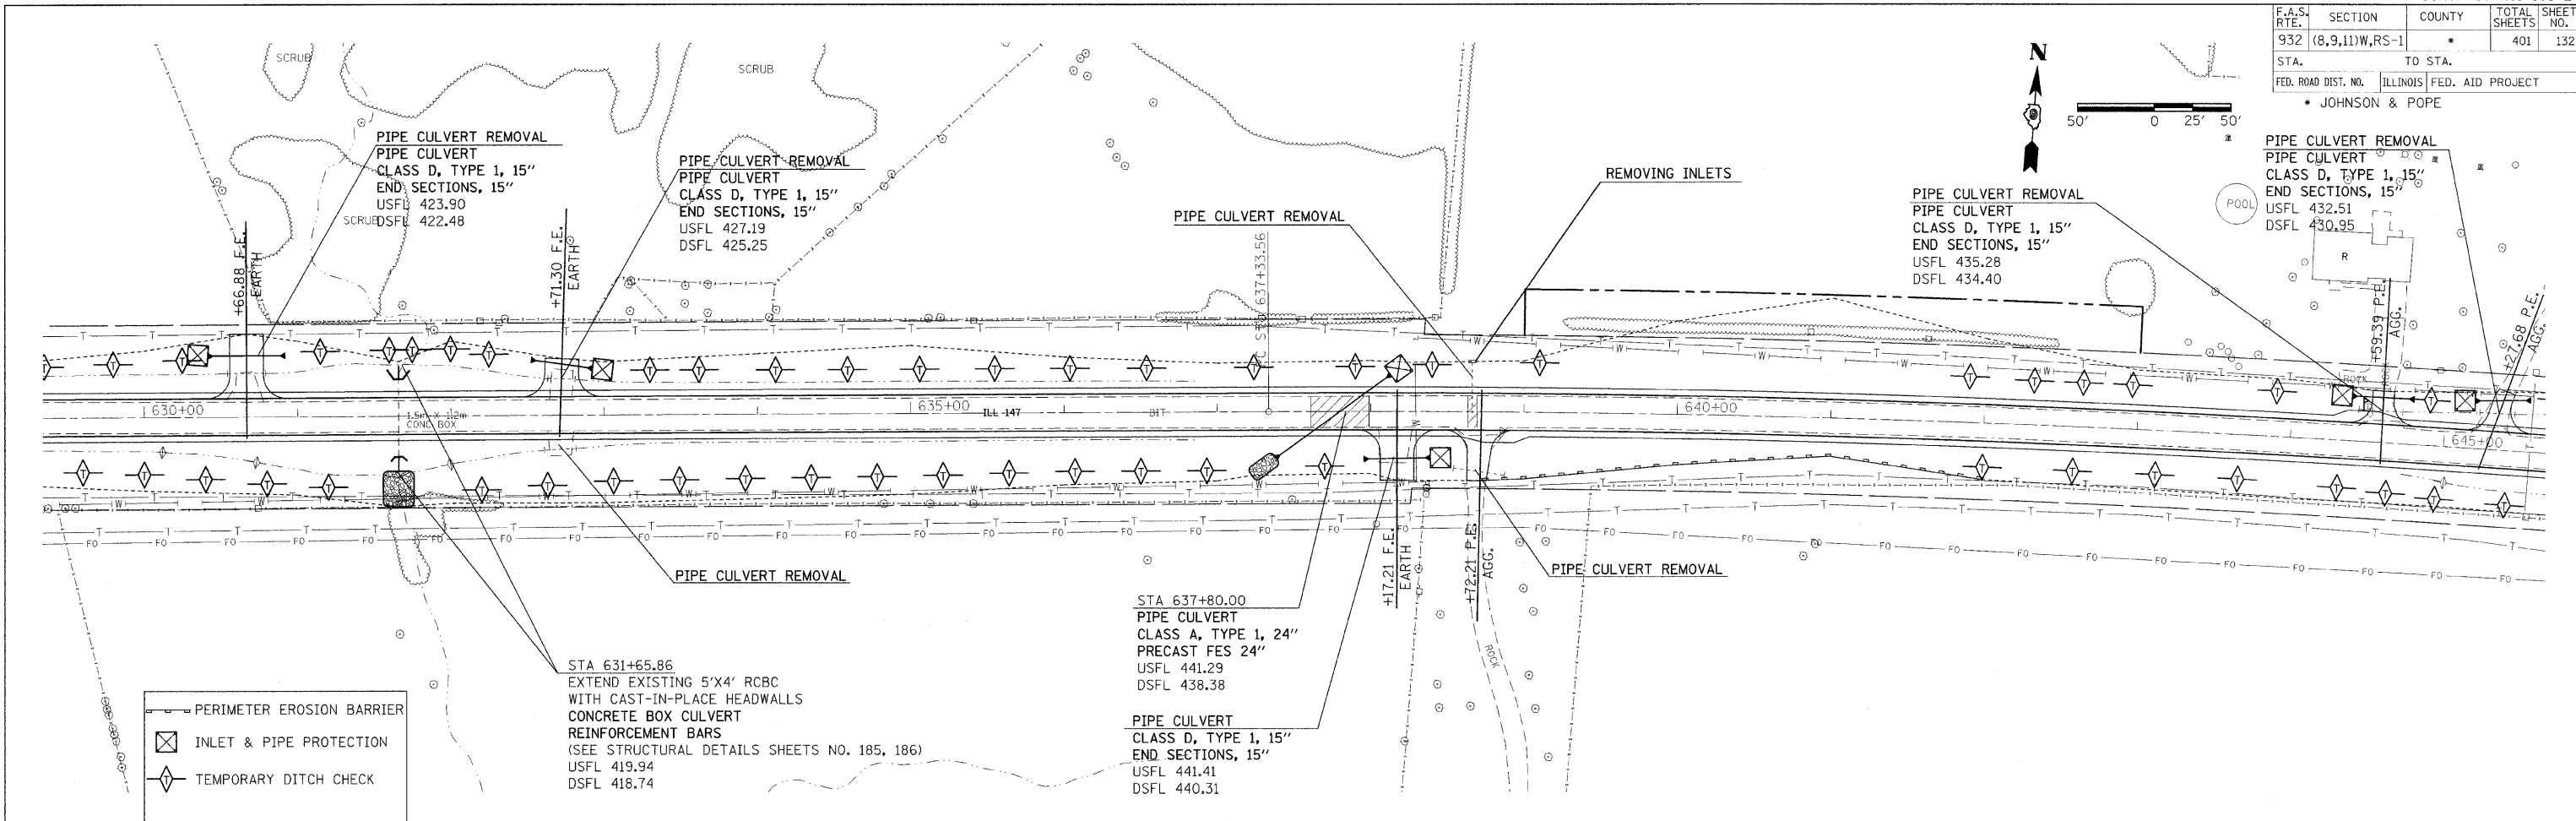 F.A.S. RTE. SECTION COUNTY TOTAL SHEETS SHEET NO.
932 (8,9,11)W,RS-1 * 401 132
STA. TO STA.
FED. ROAD DIST. NO. ILLINOIS FED. AID PROJECT
* JOHNSON & POPE
N
50' 0 25' 50'
SCRUB
SCRUB
SCRUB
PIPE CULVERT REMOVAL
PIPE CULVERT
CLASS D, TYPE 1, 15"
END SECTIONS, 15"
USFL 423.90
DSFL 422.48
PIPE CULVERT REMOVAL
PIPE CULVERT
CLASS D, TYPE 1, 15"
END SECTIONS, 15"
USFL 427.19
DSFL 425.25
PIPE CULVERT REMOVAL
REMOVING INLETS
PIPE CULVERT REMOVAL
PIPE CULVERT
CLASS D, TYPE 1, 15"
END SECTIONS, 15"
USFL 435.28
DSFL 434.40
PIPE CULVERT REMOVAL
PIPE CULVERT
CLASS D, TYPE 1, 15"
END SECTIONS, 15"
USFL 432.51
DSFL 430.95
POOL
R
+66.88 F.E.
EARTH
+71.30 F.E.
EARTH
637+33.56
+59.39 P.E.
AGG.
+27.68 P.E.
AGG.
ROCK
630+00
1.5m X 1.2m
CONC BOX
635+00
ILL 147
BIT
640+00
645+00
+17.21 F.E.
EARTH
+72.21 P.E.
AGG.
ROCK
PIPE CULVERT REMOVAL
PIPE CULVERT REMOVAL
STA 631+65.86
EXTEND EXISTING 5'X4' RCBC
WITH CAST-IN-PLACE HEADWALLS
CONCRETE BOX CULVERT
REINFORCEMENT BARS
(SEE STRUCTURAL DETAILS SHEETS NO. 185, 186)
USFL 419.94
DSFL 418.74
STA 637+80.00
PIPE CULVERT
CLASS A, TYPE 1, 24"
PRECAST FES 24"
USFL 441.29
DSFL 438.38
PIPE CULVERT
CLASS D, TYPE 1, 15"
END SECTIONS, 15"
USFL 441.41
DSFL 440.31
PERIMETER EROSION BARRIER
INLET & PIPE PROTECTION
T TEMPORARY DITCH CHECK